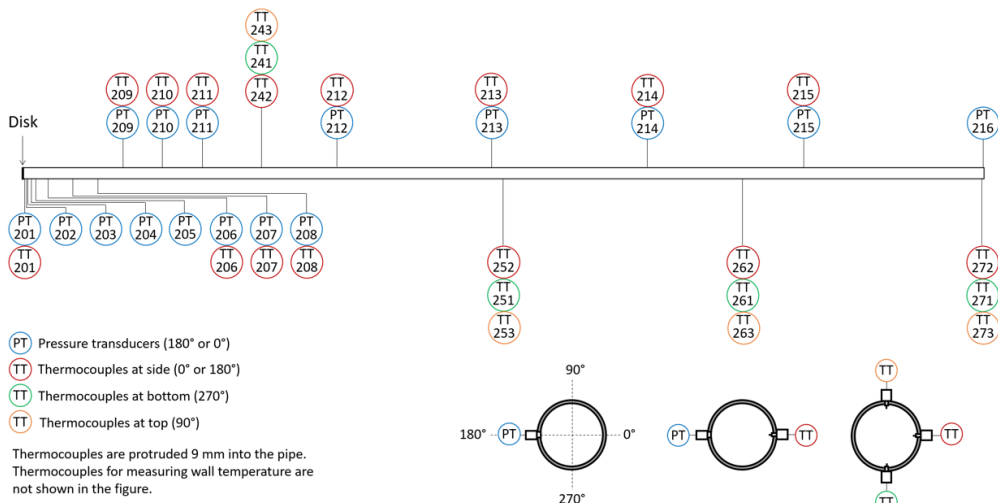 TT
243
TT
241
TT
242
TT
209
PT
209
TT
210
PT
210
TT
211
PT
211
TT
212
PT
212
TT
213
PT
213
TT
214
PT
214
TT
215
PT
215
PT
216
Disk
PT
201
TT
201
PT
202
PT
203
PT
204
PT
205
PT
206
TT
206
PT
207
TT
207
PT
208
TT
208
TT
252
TT
251
TT
253
TT
262
TT
261
TT
263
TT
272
TT
271
TT
273
PT Pressure transducers (180° or 0°)
TT Thermocouples at side (0° or 180°)
TT Thermocouples at bottom (270°)
TT Thermocouples at top (90°)
Thermocouples are protruded 9 mm into the pipe.
Thermocouples for measuring wall temperature are
not shown in the figure.
90°
180° PT 0°
270°
PT TT
TT
TT
TT